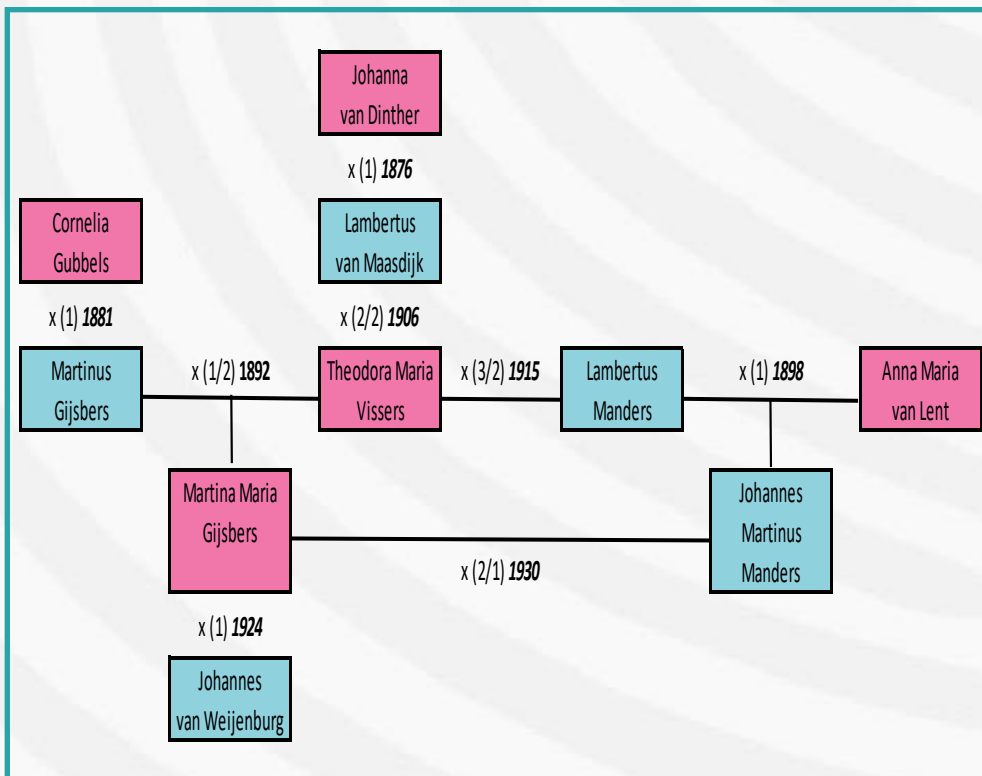 Johanna
van Dinther
x (1) 1876
Cornelia
Gubbels
Lambertus
van Maasdijk
x (1) 1881
x (2/2) 1906
Martinus
Gijsbers
x (1/2) 1892
Theodora Maria
Vissers
x (3/2) 1915
Lambertus
Manders
x (1) 1898
Anna Maria
van Lent
Martina Maria
Gijsbers
Johannes
Martinus
Manders
x (2/1) 1930
x (1) 1924
Johannes
van Weijenburg